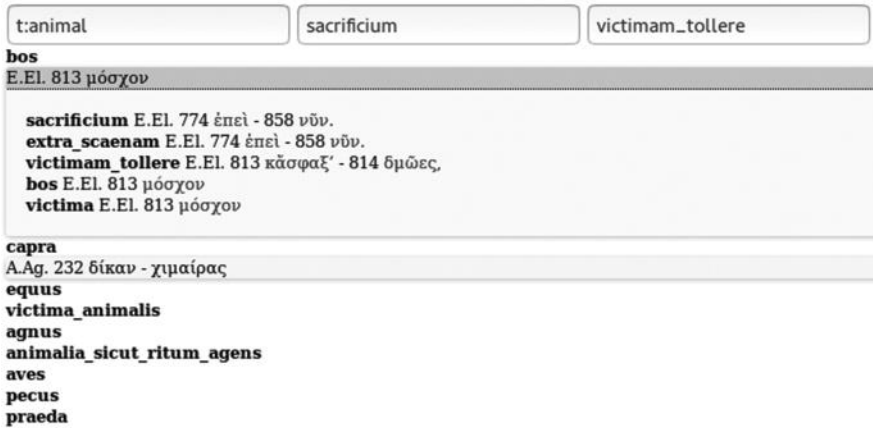 t:animal sacrificium victimam_tollere
bos
E.El. 813 μόσχον
sacrificium E.El. 774 ἐπεὶ - 858 νῦν.
extra_scaenam E.El. 774 ἐπεὶ - 858 νῦν.
victimam_tollere E.El. 813 κἄσφαξ’ - 814 δμῶες,
bos E.El. 813 μόσχον
victima E.El. 813 μόσχον
capra
A.Ag. 232 δίκαν - χιμαίρας
equus
victima_animalis
agnus
animalia_sicut_ritum_agens
aves
pecus
praeda